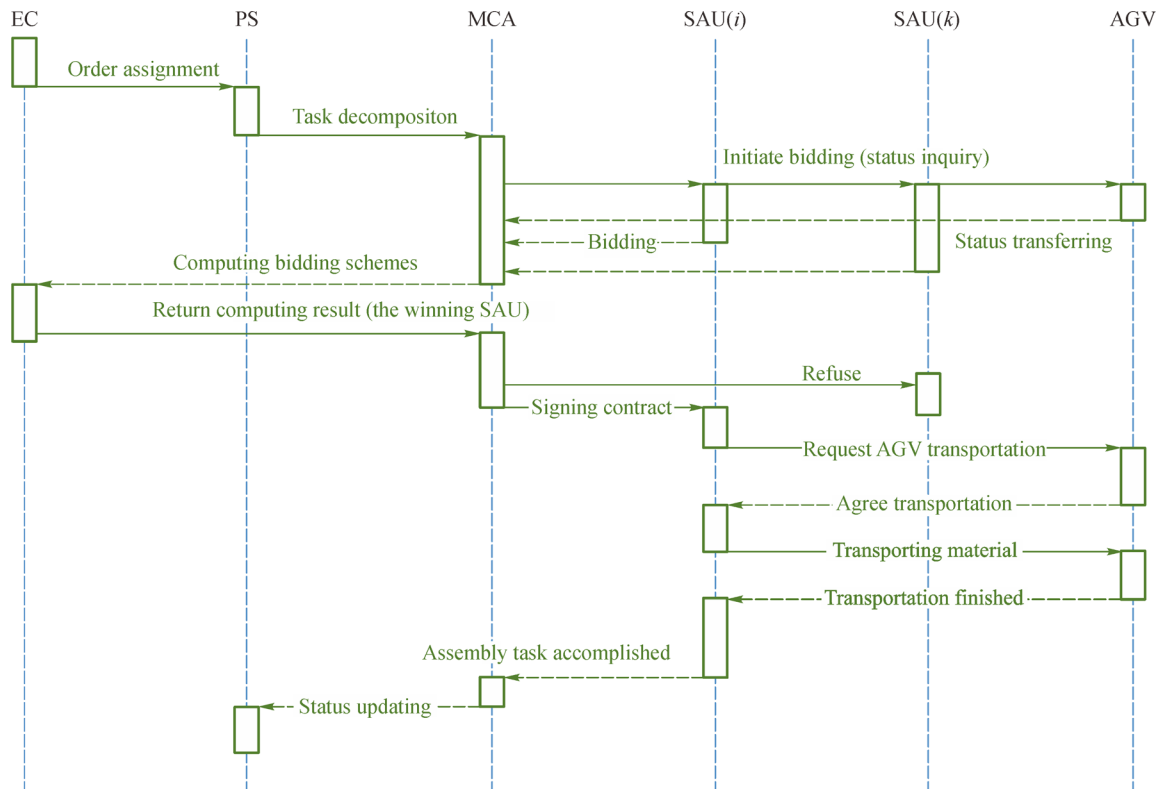 EC PS MCA SAU(i) SAU(k) AGV
Order assignment
Task decompositon
Initiate bidding (status inquiry)
Bidding
Status transferring
Computing bidding schemes
Return computing result (the winning SAU)
Refuse
Signing contract
Request AGV transportation
Agree transportation
Transporting material
Transportation finished
Assembly task accomplished
Status updating